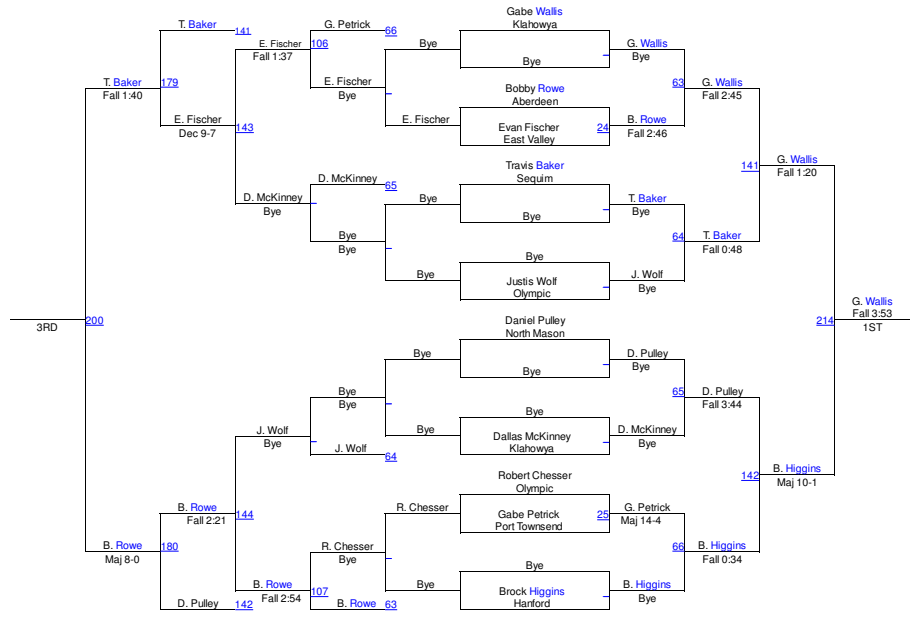 Gabe Wallis
Klahowya
Bye
Bobby Rowe
Aberdeen
Evan Fischer
24
East Valley
Travis Baker
Sequim
Bye
Bye
Justis Wolf
Olympic
Daniel Pulley
North Mason
Bye
Bye
Dallas McKinney
Klahowya
Robert Chesser
Olympic
Gabe Petrick
25
Port Townsend
Bye
Brock Higgins
Hanford
G. Wallis
Bye
B. Rowe
Fall 2:46
T. Baker
Bye
J. Wolf
Bye
D. Pulley
Bye
D. McKinney
Bye
G. Petrick
Maj 14-4
B. Higgins
Bye
63
G. Wallis
Fall 2:45
64
T. Baker
Fall 0:48
65
D. Pulley
Fall 3:44
66
B. Higgins
Fall 0:34
141
G. Wallis
Fall 1:20
142
B. Higgins
Maj 10-1
214
G. Wallis
Fall 3:53
1ST
Bye
E. Fischer
Bye
Bye
Bye
Bye
R. Chesser
Bye
G. Petrick
66
E. Fischer
Bye
D. McKinney
65
Bye
Bye
Bye
Bye
J. Wolf
64
R. Chesser
Bye
B. Rowe
63
E. Fischer
106
Fall 1:37
D. McKinney
Bye
J. Wolf
Bye
B. Rowe
107
Fall 2:54
T. Baker
141
E. Fischer
143
Dec 9-7
B. Rowe
144
Fall 2:21
D. Pulley
142
T. Baker
179
Fall 1:40
B. Rowe
180
Maj 8-0
200
3RD